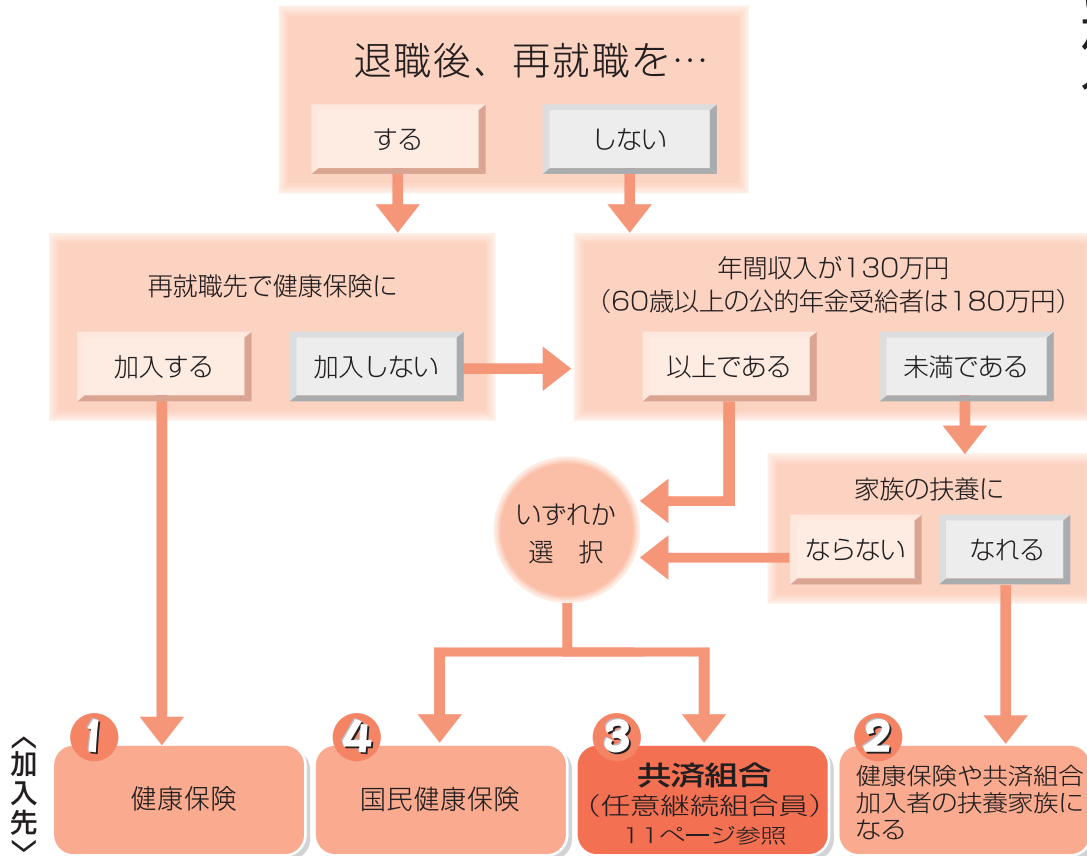 退職後、再就職を…
する
しない
再就職先で健康保険に
加入する
加入しない
年間収入が130万円
（60歳以上の公的年金受給者は180万円）
以上である
未満である
家族の扶養に
ならない
なれる
いずれか
選 択
〈加入先〉
1
健康保険
4
国民健康保険
3
共済組合
（任意継続組合員）
11ページ参照
2
健康保険や共済組合
加入者の扶養家族に
なる